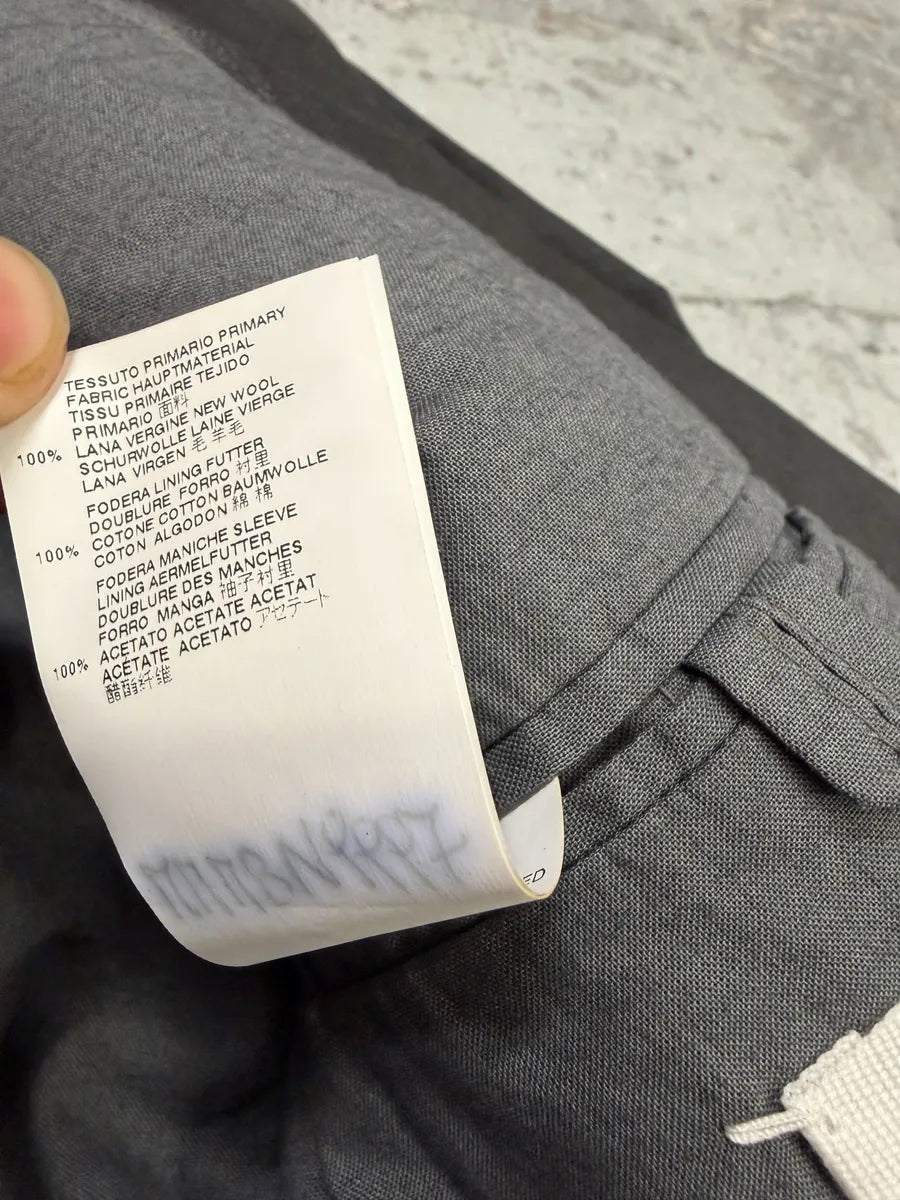 TESSUTO PRIMARIO PRIMARY
FABRIC HAUPTMATERIAL
TISSU PRIMAIRE TEJIDO
PRIMARIO 面料
100% LANA VERGINE NEW WOOL
SCHURWOLLE LAINE VIERGE
LANA VIRGEN 毛 羊毛
FODERA LINING FUTTER
DOUBLURE FORRO 衬里
100% COTONE COTTON BAUMWOLLE
COTON ALGODON 綿 棉
FODERA MANICHE SLEEVE
LINING AERMELFUTTER
DOUBLURE DES MANCHES
FORRO MANGA 袖子衬里
100% ACETATO ACETATE ACETAT
ACÉTATE ACETATO アセテート
醋酯纤维
ED